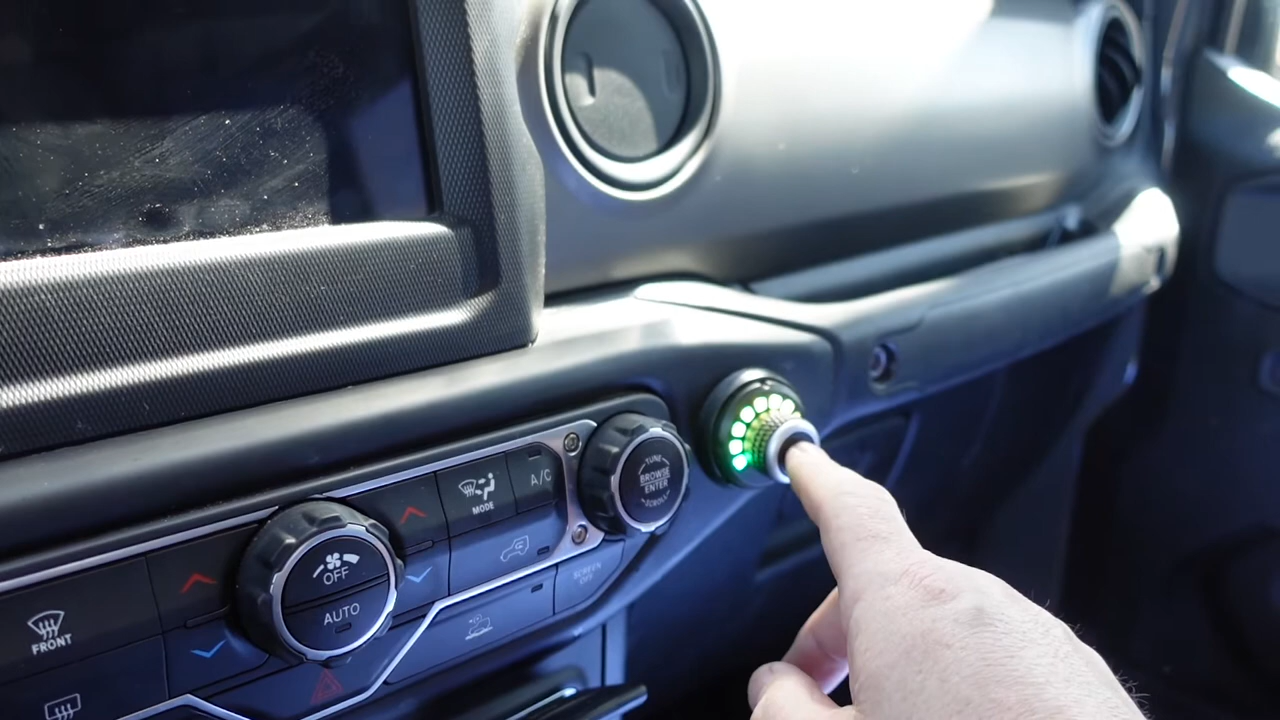 TUNE
BROWSE
ENTER
SCROLL
A/C
MODE
OFF
AUTO
SCREEN
OFF
FRONT